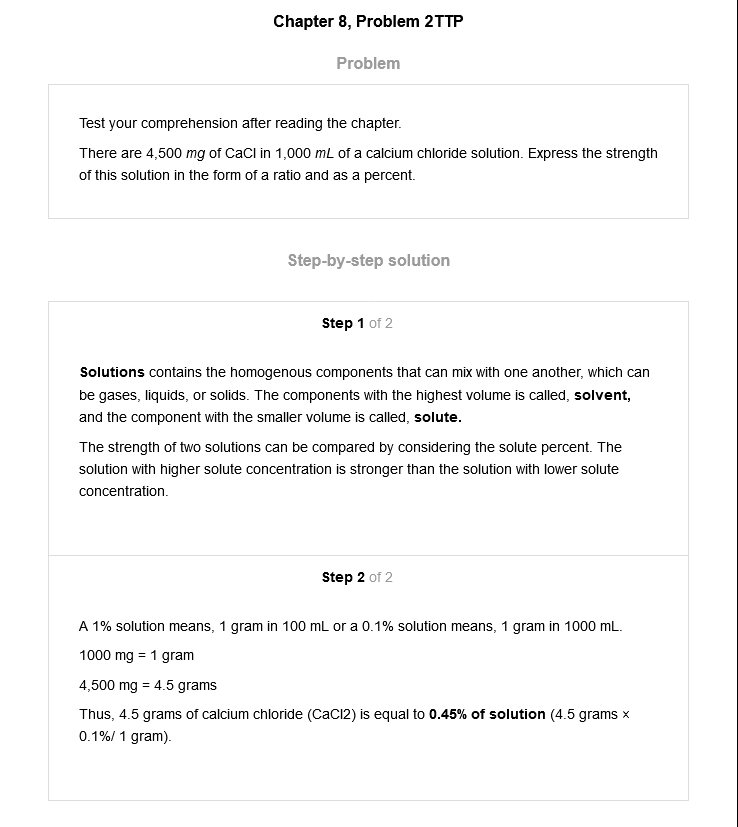 Chapter 8, Problem 2TTP
Problem
Test your comprehension after reading the chapter.
There are 4,500 mg of CaCl in 1,000 mL of a calcium chloride solution. Express the strength
of this solution in the form of a ratio and as a percent.
Step-by-step solution
Step 1 of 2
Solutions contains the homogenous components that can mix with one another, which can
be gases, liquids, or solids. The components with the highest volume is called, solvent,
and the component with the smaller volume is called, solute.
The strength of two solutions can be compared by considering the solute percent. The
solution with higher solute concentration is stronger than the solution with lower solute
concentration.
Step 2 of 2
A 1% solution means, 1 gram in 100 mL or a 0.1% solution means, 1 gram in 1000 mL.
1000 mg = 1 gram
4,500 mg = 4.5 grams
Thus, 4.5 grams of calcium chloride (CaCl2) is equal to 0.45% of solution (4.5 grams ×
0.1%/ 1 gram).